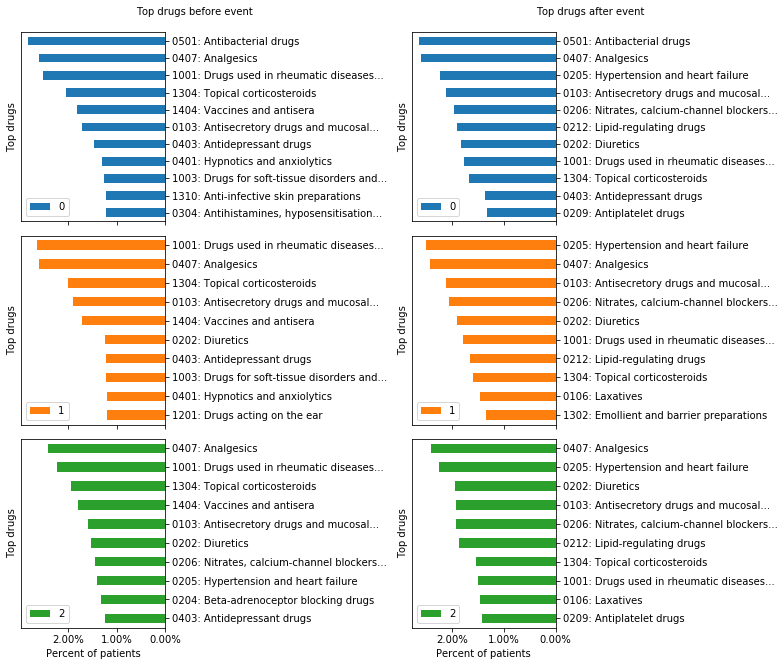 Top drugs before event
Top drugs
0501: Antibacterial drugs
0407: Analgesics
1001: Drugs used in rheumatic diseases...
1304: Topical corticosteroids
1404: Vaccines and antisera
0103: Antisecretory drugs and mucosal...
0403: Antidepressant drugs
0401: Hypnotics and anxiolytics
1003: Drugs for soft-tissue disorders and...
1310: Anti-infective skin preparations
0304: Antihistamines, hyposensitisation...
0
Top drugs after event
Top drugs
0501: Antibacterial drugs
0407: Analgesics
0205: Hypertension and heart failure
0103: Antisecretory drugs and mucosal...
0206: Nitrates, calcium-channel blockers...
0212: Lipid-regulating drugs
0202: Diuretics
1001: Drugs used in rheumatic diseases...
1304: Topical corticosteroids
0403: Antidepressant drugs
0209: Antiplatelet drugs
0
Top drugs
1001: Drugs used in rheumatic diseases...
0407: Analgesics
1304: Topical corticosteroids
0103: Antisecretory drugs and mucosal...
1404: Vaccines and antisera
0202: Diuretics
0403: Antidepressant drugs
1003: Drugs for soft-tissue disorders and...
0401: Hypnotics and anxiolytics
1201: Drugs acting on the ear
1
Top drugs
0205: Hypertension and heart failure
0407: Analgesics
0103: Antisecretory drugs and mucosal...
0206: Nitrates, calcium-channel blockers...
0202: Diuretics
1001: Drugs used in rheumatic diseases...
0212: Lipid-regulating drugs
1304: Topical corticosteroids
0106: Laxatives
1302: Emollient and barrier preparations
1
Top drugs
0407: Analgesics
1001: Drugs used in rheumatic diseases...
1304: Topical corticosteroids
1404: Vaccines and antisera
0103: Antisecretory drugs and mucosal...
0202: Diuretics
0206: Nitrates, calcium-channel blockers...
0205: Hypertension and heart failure
0204: Beta-adrenoceptor blocking drugs
0403: Antidepressant drugs
2
2.00% 1.00% 0.00%
Percent of patients
Top drugs
0407: Analgesics
0205: Hypertension and heart failure
0202: Diuretics
0103: Antisecretory drugs and mucosal...
0206: Nitrates, calcium-channel blockers...
0212: Lipid-regulating drugs
1304: Topical corticosteroids
1001: Drugs used in rheumatic diseases...
0106: Laxatives
0209: Antiplatelet drugs
2
2.00% 1.00% 0.00%
Percent of patients